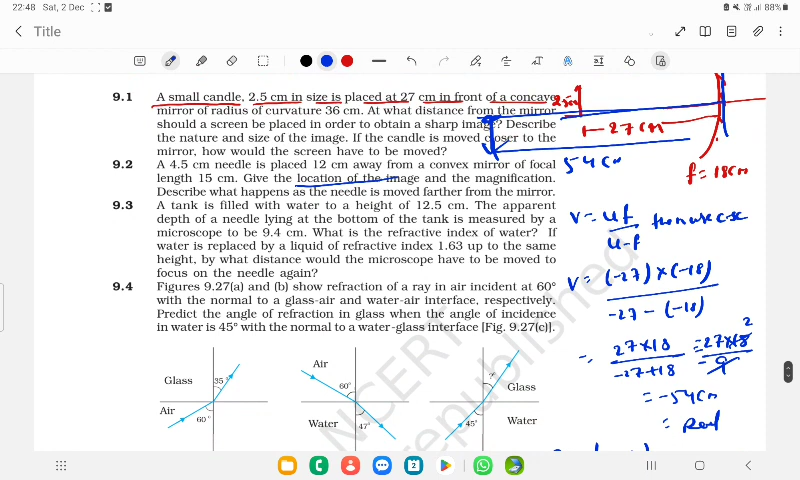 22:48 Sat, 2 Dec
88%
Title
9.1 A small candle, 2.5 cm in size is placed at 27 cm in front of a concave
mirror of radius of curvature 36 cm. At what distance from the mirror
should a screen be placed in order to obtain a sharp image? Describe
the nature and size of the image. If the candle is moved closer to the
mirror, how would the screen have to be moved?
9.2 A 4.5 cm needle is placed 12 cm away from a convex mirror of focal
length 15 cm. Give the location of the image and the magnification.
Describe what happens as the needle is moved farther from the mirror.
9.3 A tank is filled with water to a height of 12.5 cm. The apparent
depth of a needle lying at the bottom of the tank is measured by a
microscope to be 9.4 cm. What is the refractive index of water? If
water is replaced by a liquid of refractive index 1.63 up to the same
height, by what distance would the microscope have to be moved to
focus on the needle again?
9.4 Figures 9.27(a) and (b) show refraction of a ray in air incident at 60°
with the normal to a glass-air and water-air interface, respectively.
Predict the angle of refraction in glass when the angle of incidence
in water is 45° with the normal to a water-glass interface [Fig. 9.27(c)].
27 cm
54 cm
f = 18cm
V = uf
u-f
V = (-27) × (-18)
-27 - (-18)
= 27×18
-27+18
= 27×18
2
9
= -54cm
= Real
Glass
35°
Air
60°
Air
60°
Water
47°
?
Glass
45°
Water
NCERT
republished